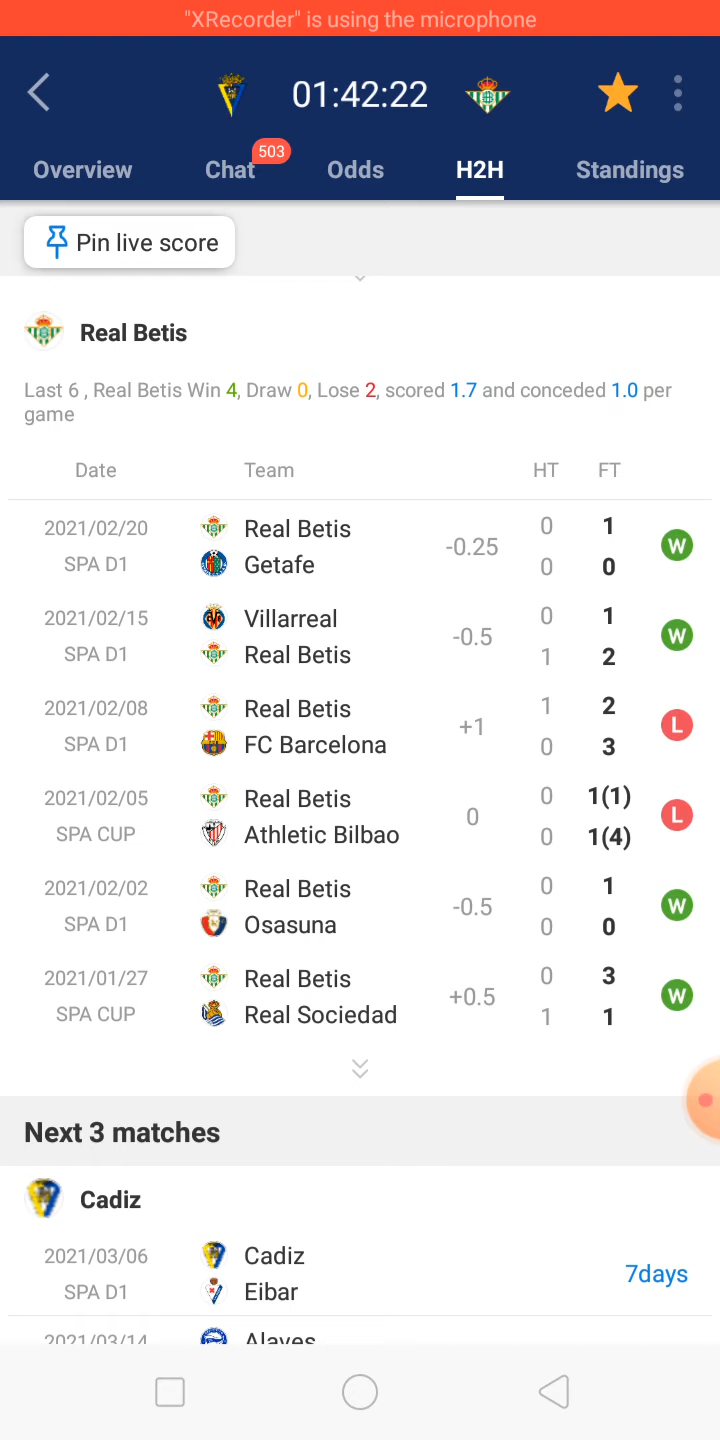 "XRecorder" is using the microphone
01:42:22
Overview Chat 503 Odds H2H Standings
Pin live score
Real Betis
Last 6 , Real Betis Win 4, Draw 0, Lose 2, scored 1.7 and conceded 1.0 per
game
Date Team HT FT
2021/02/20 Real Betis 0 1
SPA D1 Getafe -0.25 0 0 W
2021/02/15 Villarreal 0 1
SPA D1 Real Betis -0.5 1 2 W
2021/02/08 Real Betis 1 2
SPA D1 FC Barcelona +1 0 3 L
2021/02/05 Real Betis 0 1(1)
SPA CUP Athletic Bilbao 0 0 1(4) L
2021/02/02 Real Betis 0 1
SPA D1 Osasuna -0.5 0 0 W
2021/01/27 Real Betis 0 3
SPA CUP Real Sociedad +0.5 1 1 W
Next 3 matches
Cadiz
2021/03/06 Cadiz
SPA D1 Eibar 7days
2021/03/14 Alaves